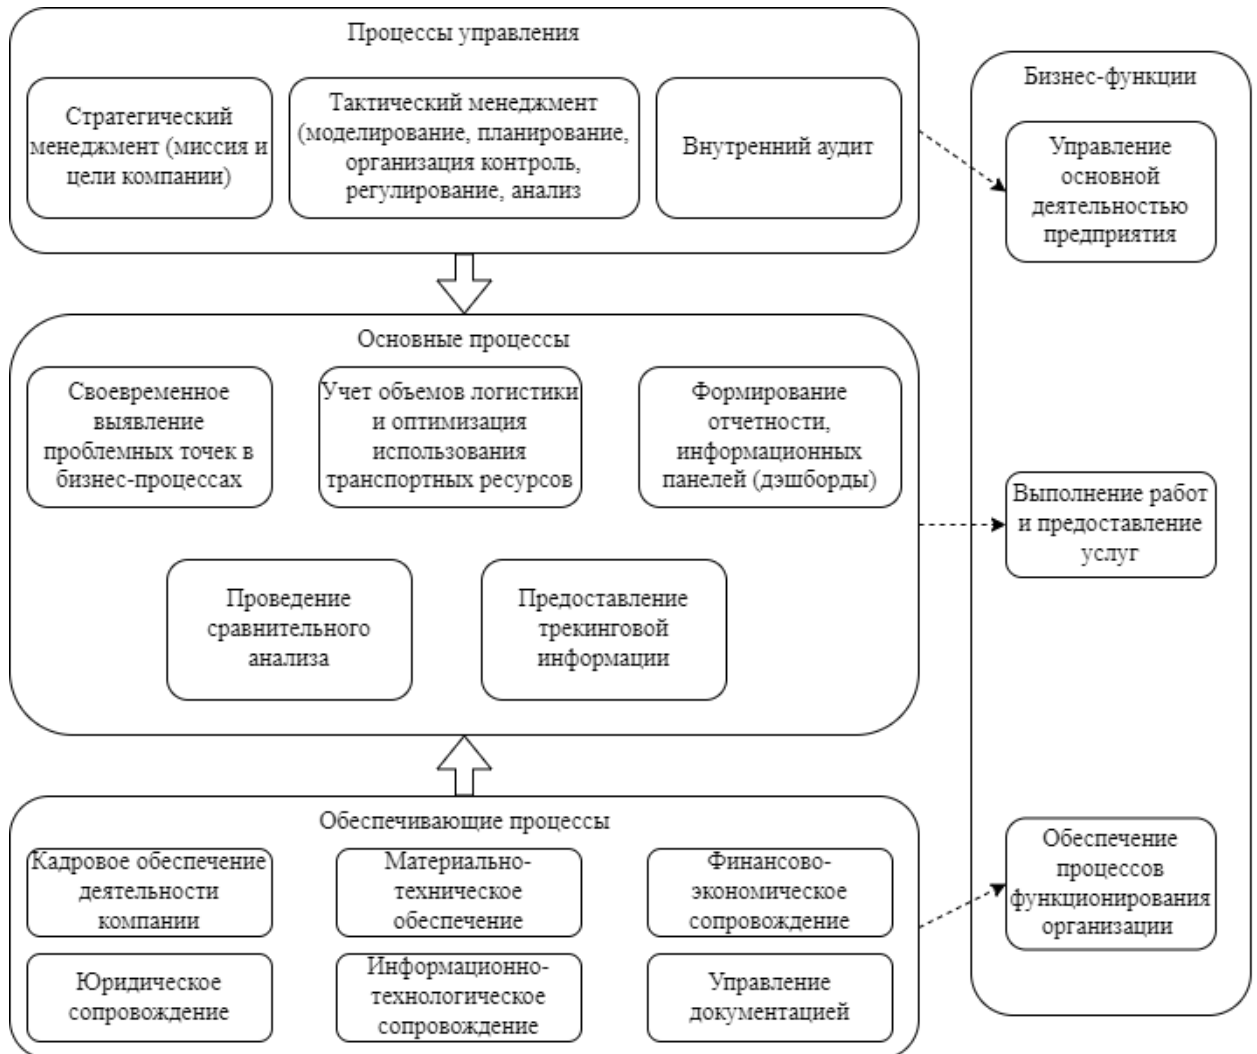 Процессы управления
Стратегический
менеджмент (миссия и
цели компании)
Тактический менеджмент
(моделирование, планирование,
организация контроль,
регулирование, анализ
Внутренний аудит
Основные процессы
Своевременное
выявление
проблемных точек в
бизнес-процессах
Учет объемов логистики
и оптимизация
использования
транспортных ресурсов
Формирование
отчетности,
информационных
панелей (дэшборды)
Проведение
сравнительного
анализа
Предоставление
трекинговой
информации
Обеспечивающие процессы
Кадровое обеспечение
деятельности
компании
Материально-
техническое
обеспечение
Финансово-
экономическое
сопровождение
Юридическое
сопровождение
Информационно-
технологическое
сопровождение
Управление
документацией
Бизнес-функции
Управление
основной
деятельностью
предприятия
Выполнение работ
и предоставление
услуг
Обеспечение
процессов
функционирования
организации